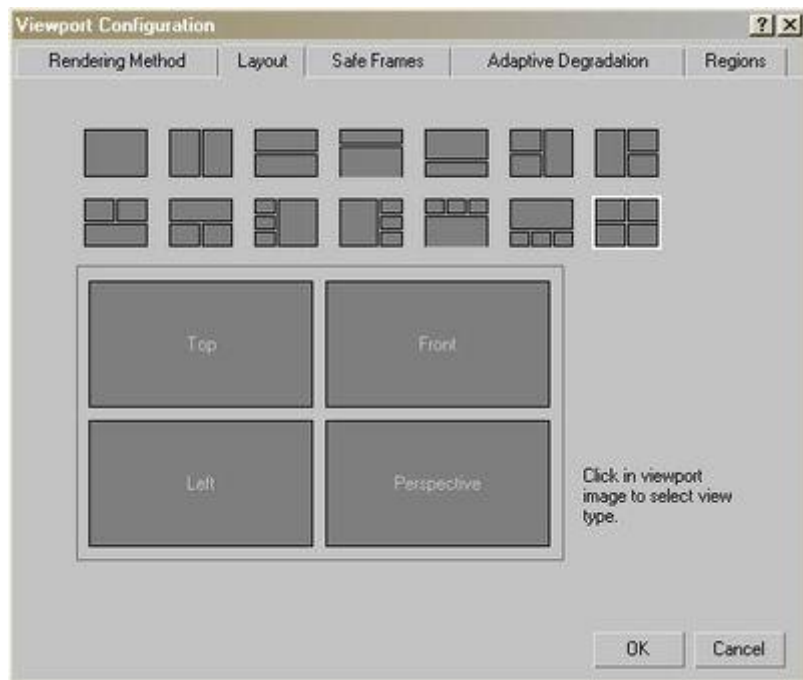 Viewport Configuration
Rendering Method
Layout
Safe Frames
Adaptive Degradation
Regions
Top
Front
Left
Perspective
Click in viewport
image to select view
type.
OK
Cancel